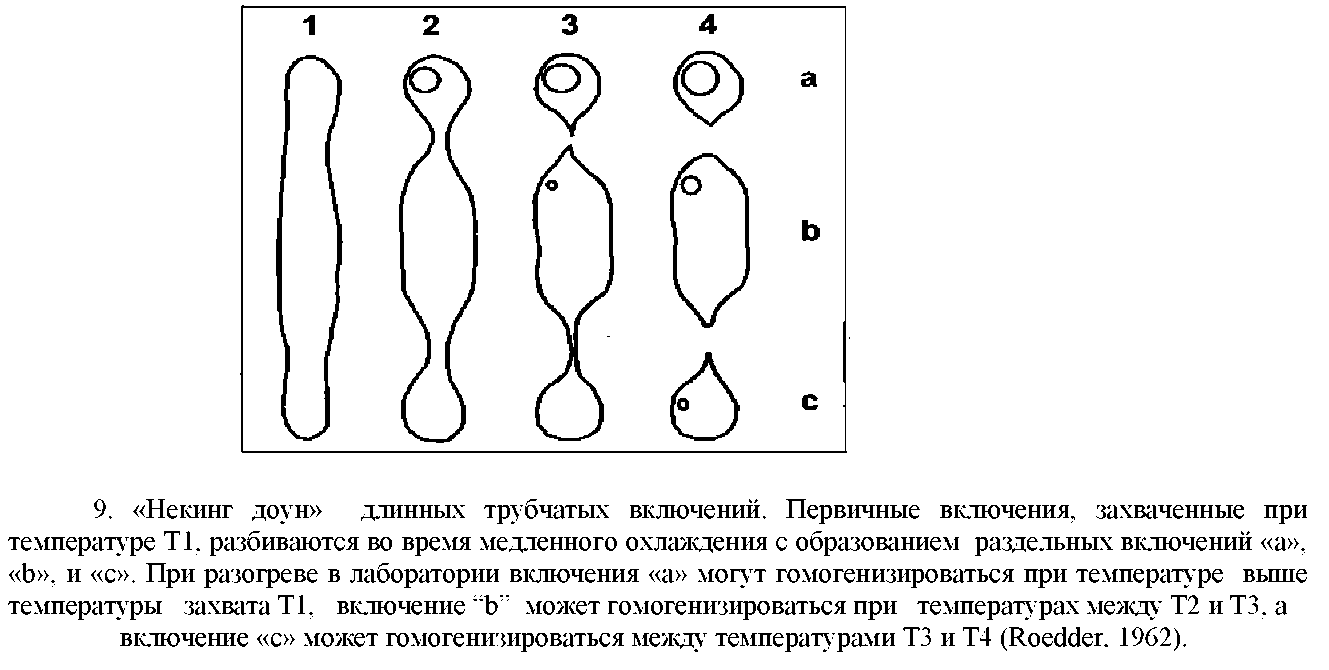 1 2 3 4
a
b
c
9. «Некинг доун» длинных трубчатых включений. Первичные включения, захваченные при
температуре Т1, разбиваются во время медленного охлаждения с образованием раздельных включений «а»,
«b», и «с». При разогреве в лаборатории включения «а» могут гомогенизироваться при температуре выше
температуры захвата Т1, включение “b” может гомогенизироваться при температурах между Т2 и Т3, а
включение «с» может гомогенизироваться между температурами Т3 и Т4 (Roedder, 1962).